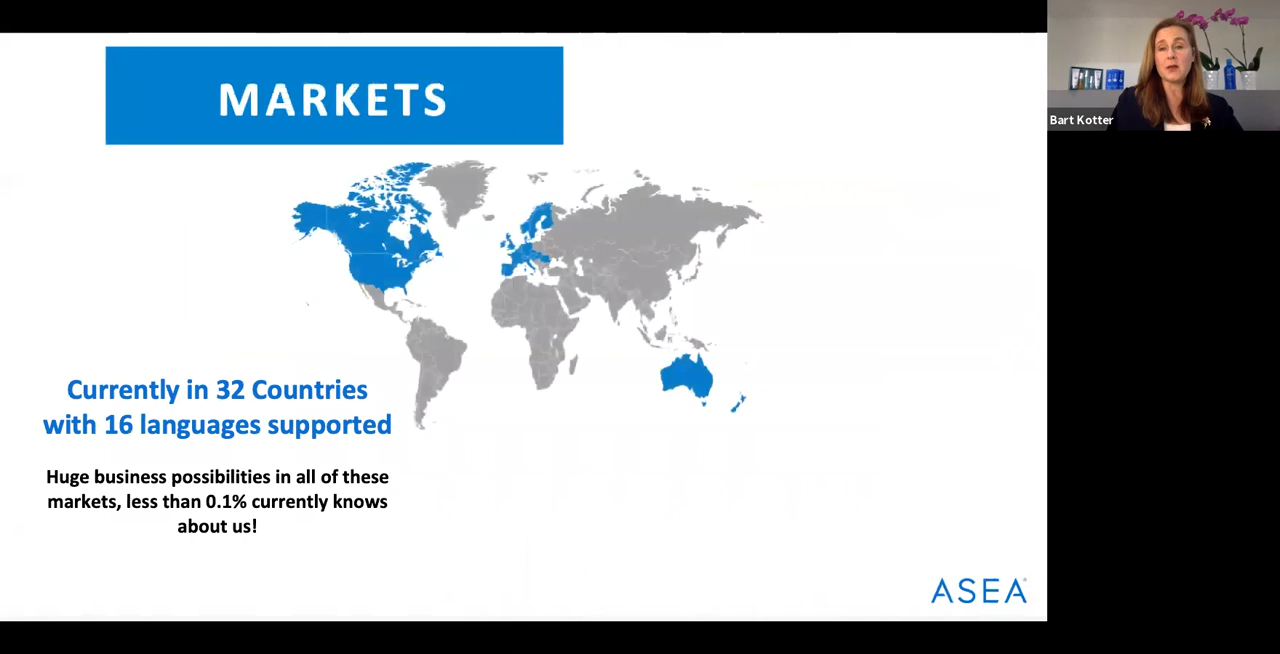 MARKETS
Bart Kotter
Currently in 32 Countries
with 16 languages supported
Huge business possibilities in all of these
markets, less than 0.1% currently knows
about us!
ASEA